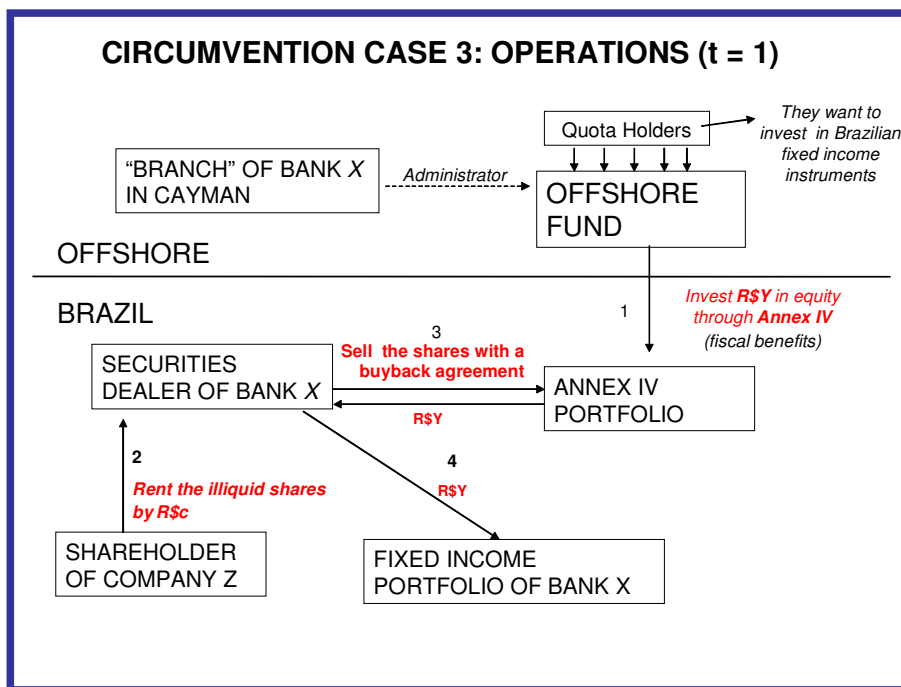 CIRCUMVENTION CASE 3: OPERATIONS (t = 1)
Quota Holders
They want to
invest in Brazilian
fixed income
instruments
“BRANCH” OF BANK X
IN CAYMAN
Administrator
OFFSHORE
FUND
OFFSHORE
BRAZIL
1
Invest R$Y in equity
through Annex IV
(fiscal benefits)
3
Sell the shares with a
buyback agreement
SECURITIES
DEALER OF BANK X
R$Y
ANNEX IV
PORTFOLIO
2
Rent the illiquid shares
by R$c
4
R$Y
SHAREHOLDER
OF COMPANY Z
FIXED INCOME
PORTFOLIO OF BANK X